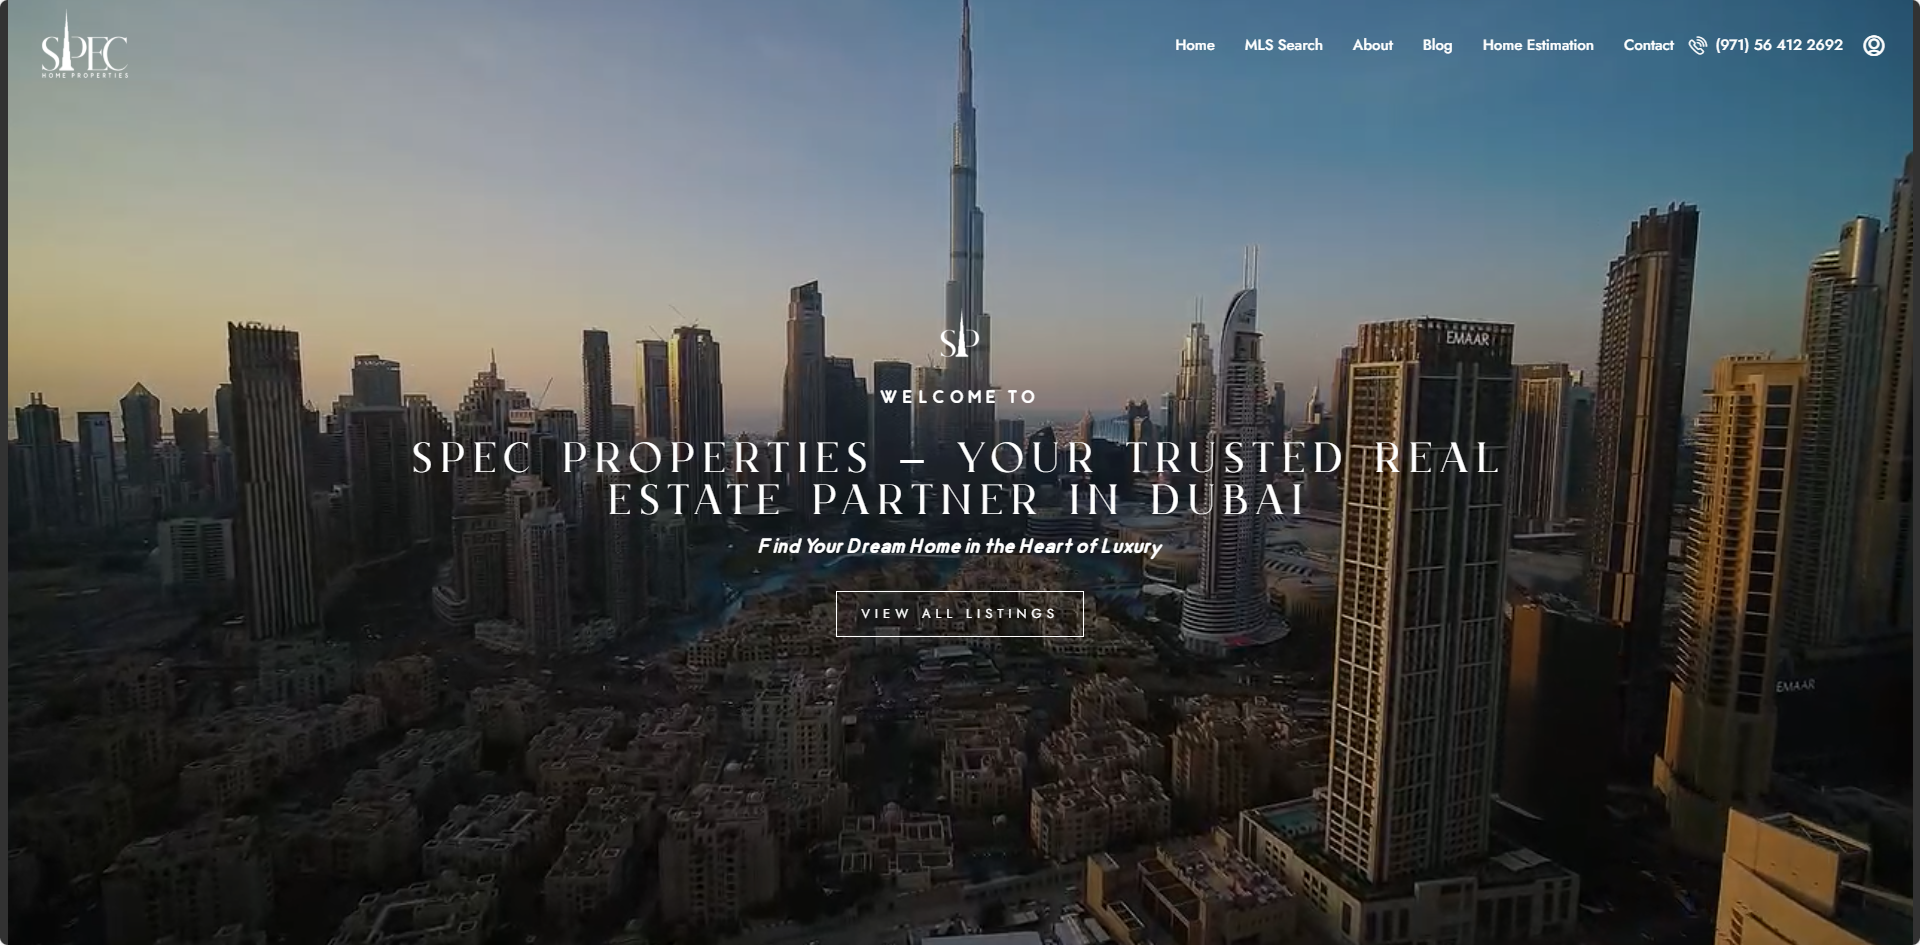 SPEC
HOME PROPERTIES
Home MLS Search About Blog Home Estimation Contact (971) 56 412 2692
EMAAR
SP
WELCOME TO
SPEC PROPERTIES – YOUR TRUSTED REAL
ESTATE PARTNER IN DUBAI
Find Your Dream Home in the Heart of Luxury
VIEW ALL LISTINGS
EMAAR